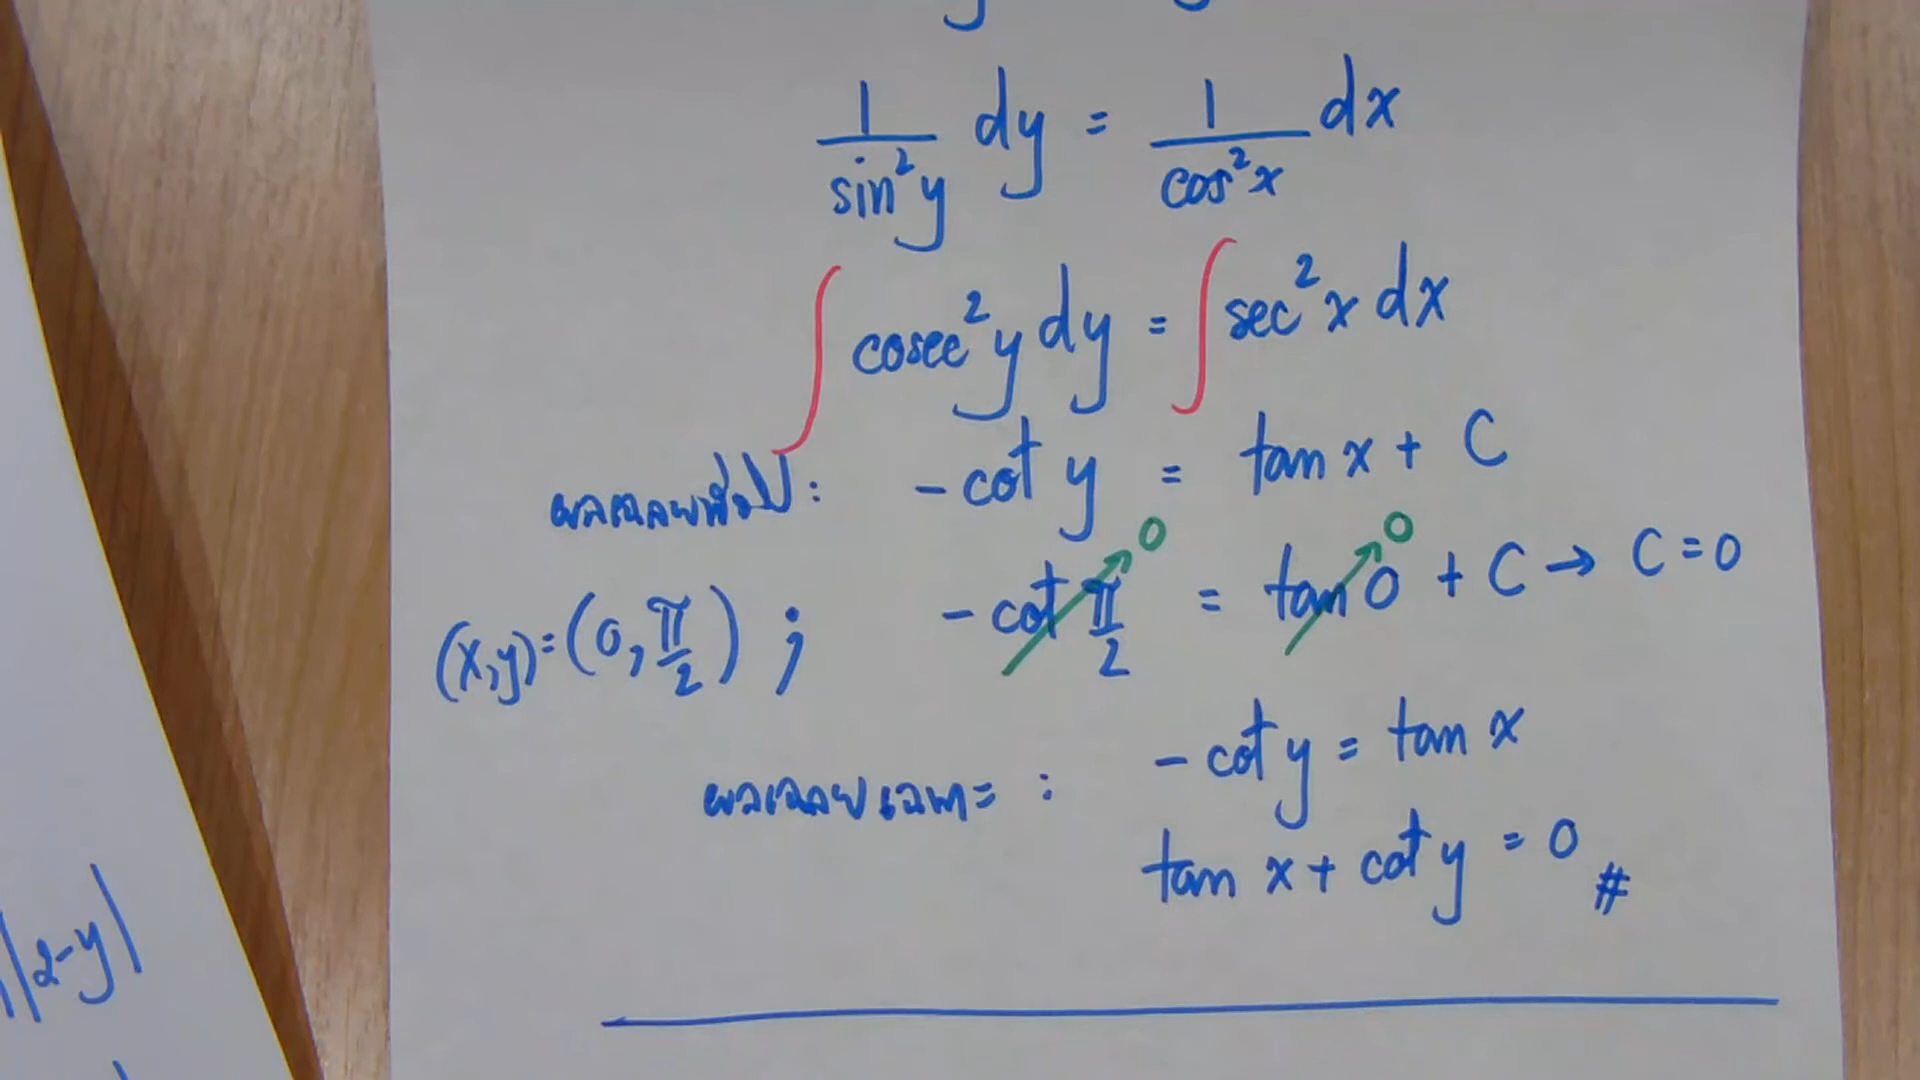 1/sin²y dy = 1/cos²x dx
∫ cosec²y dy = ∫ sec²x dx
ผลเฉลยทั่วไป : - cot y = tan x + C
(x,y) = (0, π/2) ; - cot π/2 0 = tan 0 0 + C → C = 0
ผลเฉลยเฉพาะ : - cot y = tan x
tan x + cot y = 0 #
|2-y|